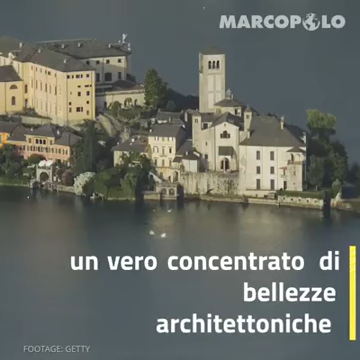 MARCOPOLO
un vero concentrato di
bellezze
architettoniche
FOOTAGE: GETTY